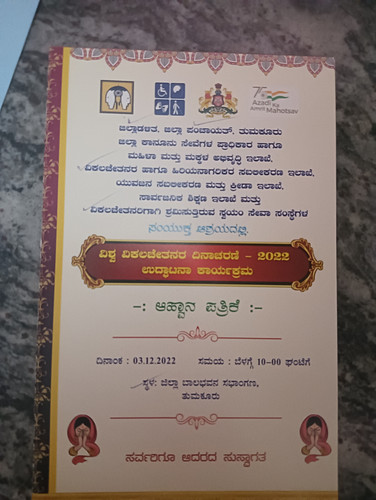 Azadi Ka
Amrit Mahotsav
ಜಿಲ್ಲಾಡಳಿತ, ಜಿಲ್ಲಾ ಪಂಚಾಯತ್, ತುಮಕೂರು
ಜಿಲ್ಲಾ ಕಾನೂನು ಸೇವೆಗಳ ಪ್ರಾಧಿಕಾರ ಹಾಗೂ
ಮಹಿಳಾ ಮತ್ತು ಮಕ್ಕಳ ಅಭಿವೃದ್ಧಿ ಇಲಾಖೆ,
ವಿಕಲಚೇತನರ ಹಾಗೂ ಹಿರಿಯನಾಗರಿಕರ ಸಬಲೀಕರಣ ಇಲಾಖೆ,
ಯುವಜನ ಸಬಲೀಕರಣ ಮತ್ತು ಕ್ರೀಡಾ ಇಲಾಖೆ,
ಸಾರ್ವಜನಿಕ ಶಿಕ್ಷಣ ಇಲಾಖೆ ಮತ್ತು
ವಿಕಲಚೇತನರಿಗಾಗಿ ಶ್ರಮಿಸುತ್ತಿರುವ ಸ್ವಯಂ ಸೇವಾ ಸಂಸ್ಥೆಗಳ
ಸಂಯುಕ್ತ ಆಶ್ರಯದಲ್ಲಿ
ವಿಶ್ವ ವಿಕಲಚೇತನರ ದಿನಾಚರಣೆ - 2022
ಉದ್ಘಾಟನಾ ಕಾರ್ಯಕ್ರಮ
-: ಆಹ್ವಾನ ಪತ್ರಿಕೆ :-
ದಿನಾಂಕ : 03.12.2022 ಸಮಯ : ಬೆಳಗ್ಗೆ 10-00 ಘಂಟೆಗೆ
ಸ್ಥಳ: ಜಿಲ್ಲಾ ಬಾಲಭವನ ಸಭಾಂಗಣ,
ತುಮಕೂರು
ಸರ್ವರಿಗೂ ಆದರದ ಸುಸ್ವಾಗತ